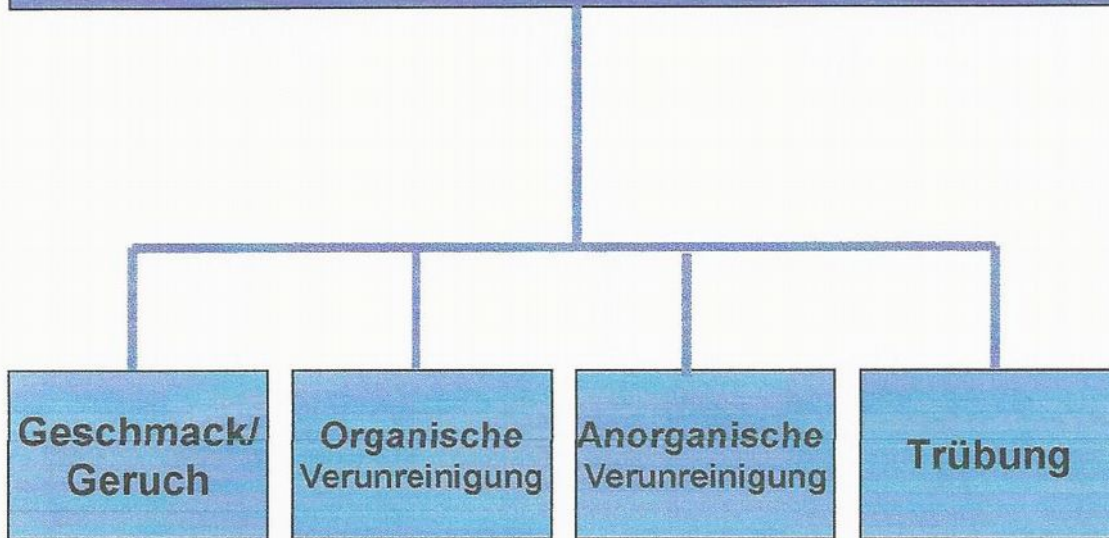 Geschmack/
Geruch
Organische
Verunreinigung
Anorganische
Verunreinigung
Trübung